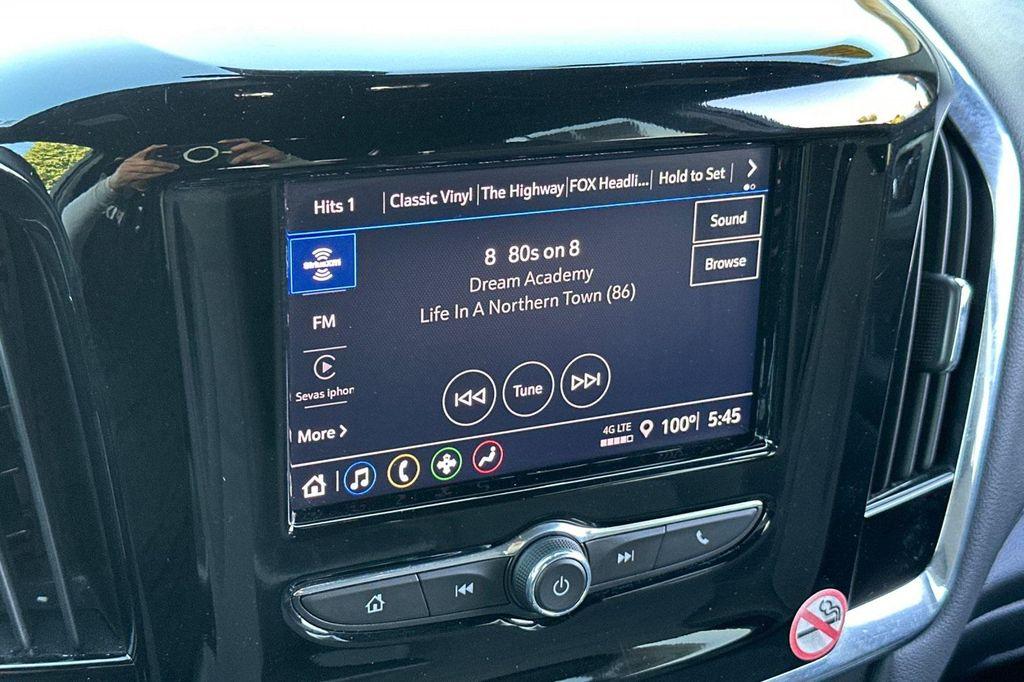 Hits 1 Classic Vinyl The Highway FOX Headli... Hold to Set
SiriusXM
8 80s on 8
Dream Academy
Life In A Northern Town (86)
Sound
Browse
FM
Sevas Iphon
More
Tune
4G LTE 100° 5:45